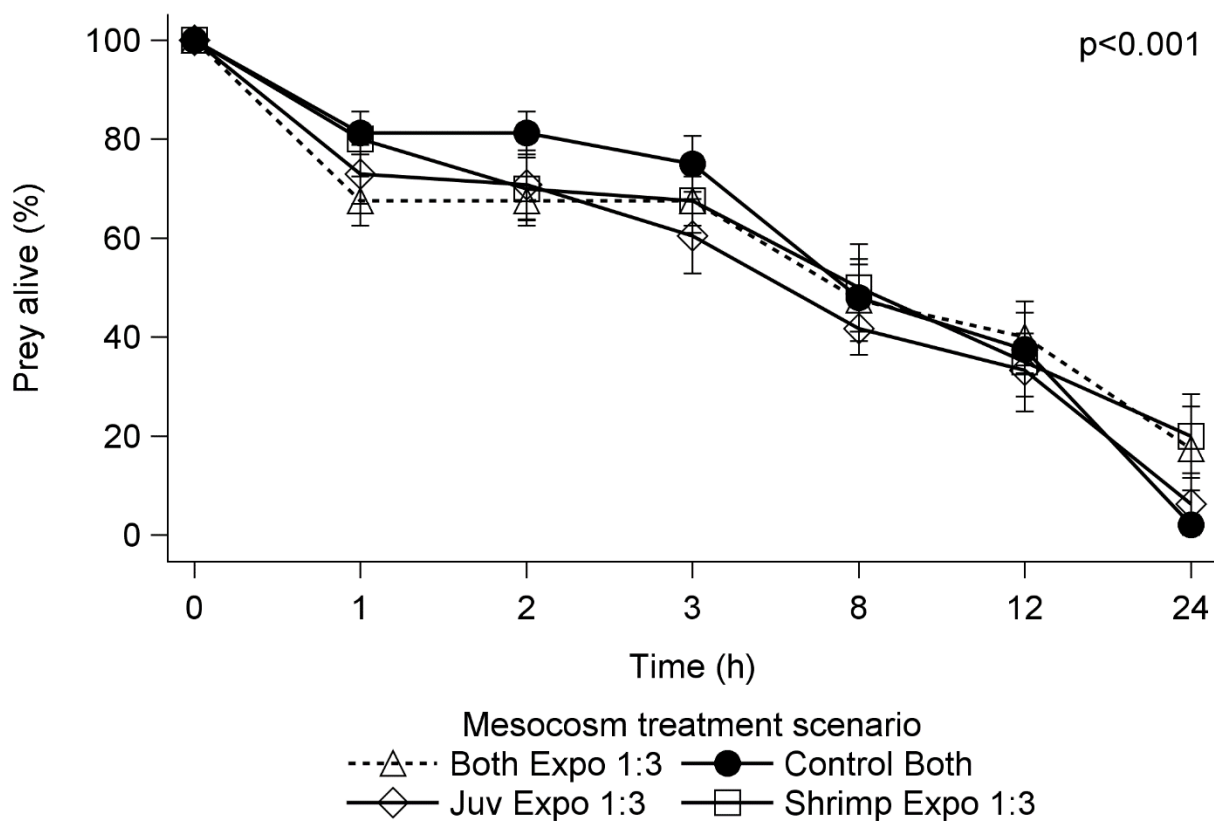 p<0.001
Prey alive (%)
100
80
60
40
20
0
0 1 2 3 8 12 24
Time (h)
Mesocosm treatment scenario
Both Expo 1:3 Control Both
Juv Expo 1:3 Shrimp Expo 1:3